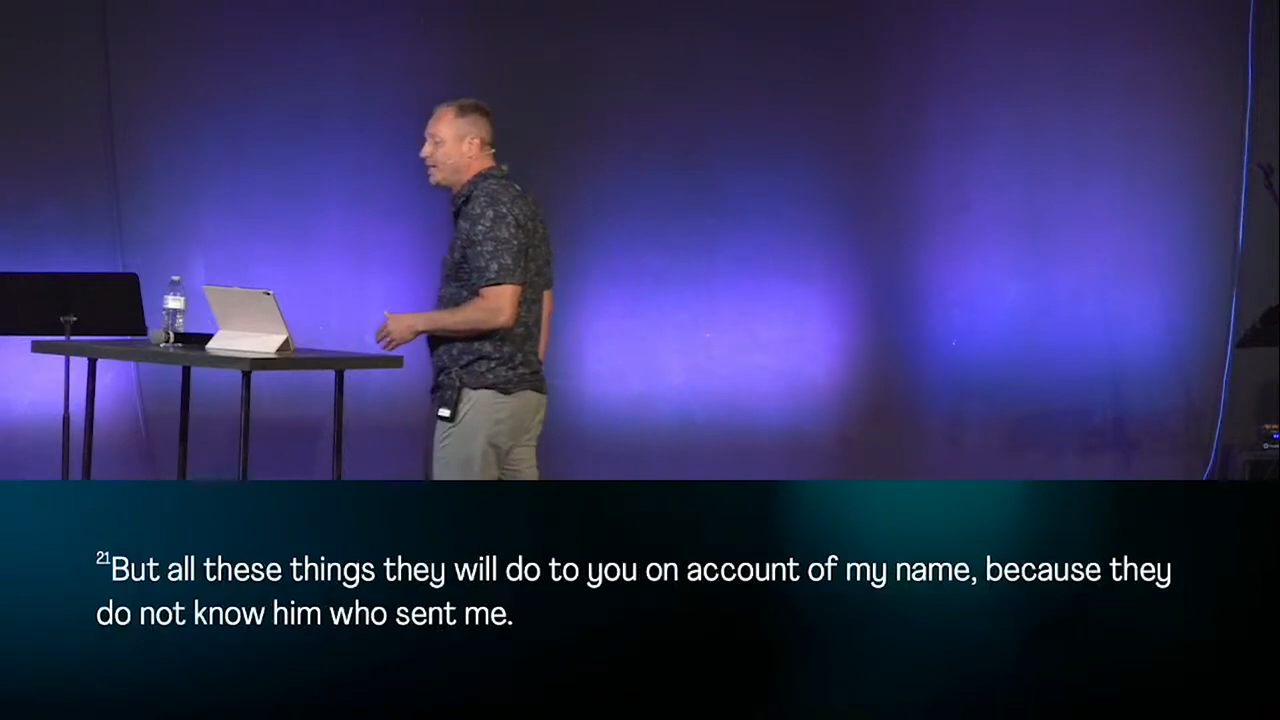 ²¹But all these things they will do to you on account of my name, because they
do not know him who sent me.